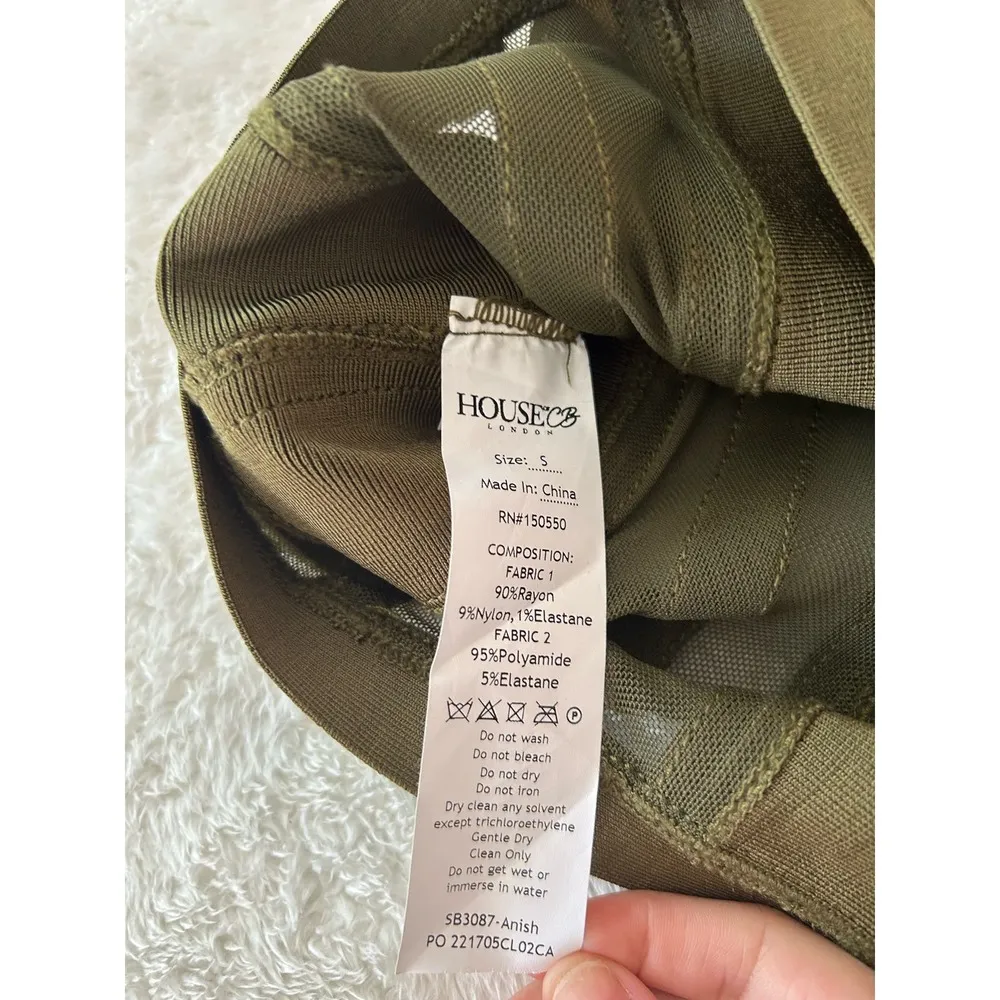 HOUSE OF CB
LONDON
Size: S
Made In: China
RN#150550
COMPOSITION:
FABRIC 1
90%Rayon
9%Nylon, 1%Elastane
FABRIC 2
95%Polyamide
5%Elastane
P
Do not wash
Do not bleach
Do not dry
Do not iron
Dry clean any solvent
except trichloroethylene
Gentle Dry
Clean Only
Do not get wet or
immerse in water
SB3087-Anish
PO 221705CL02CA